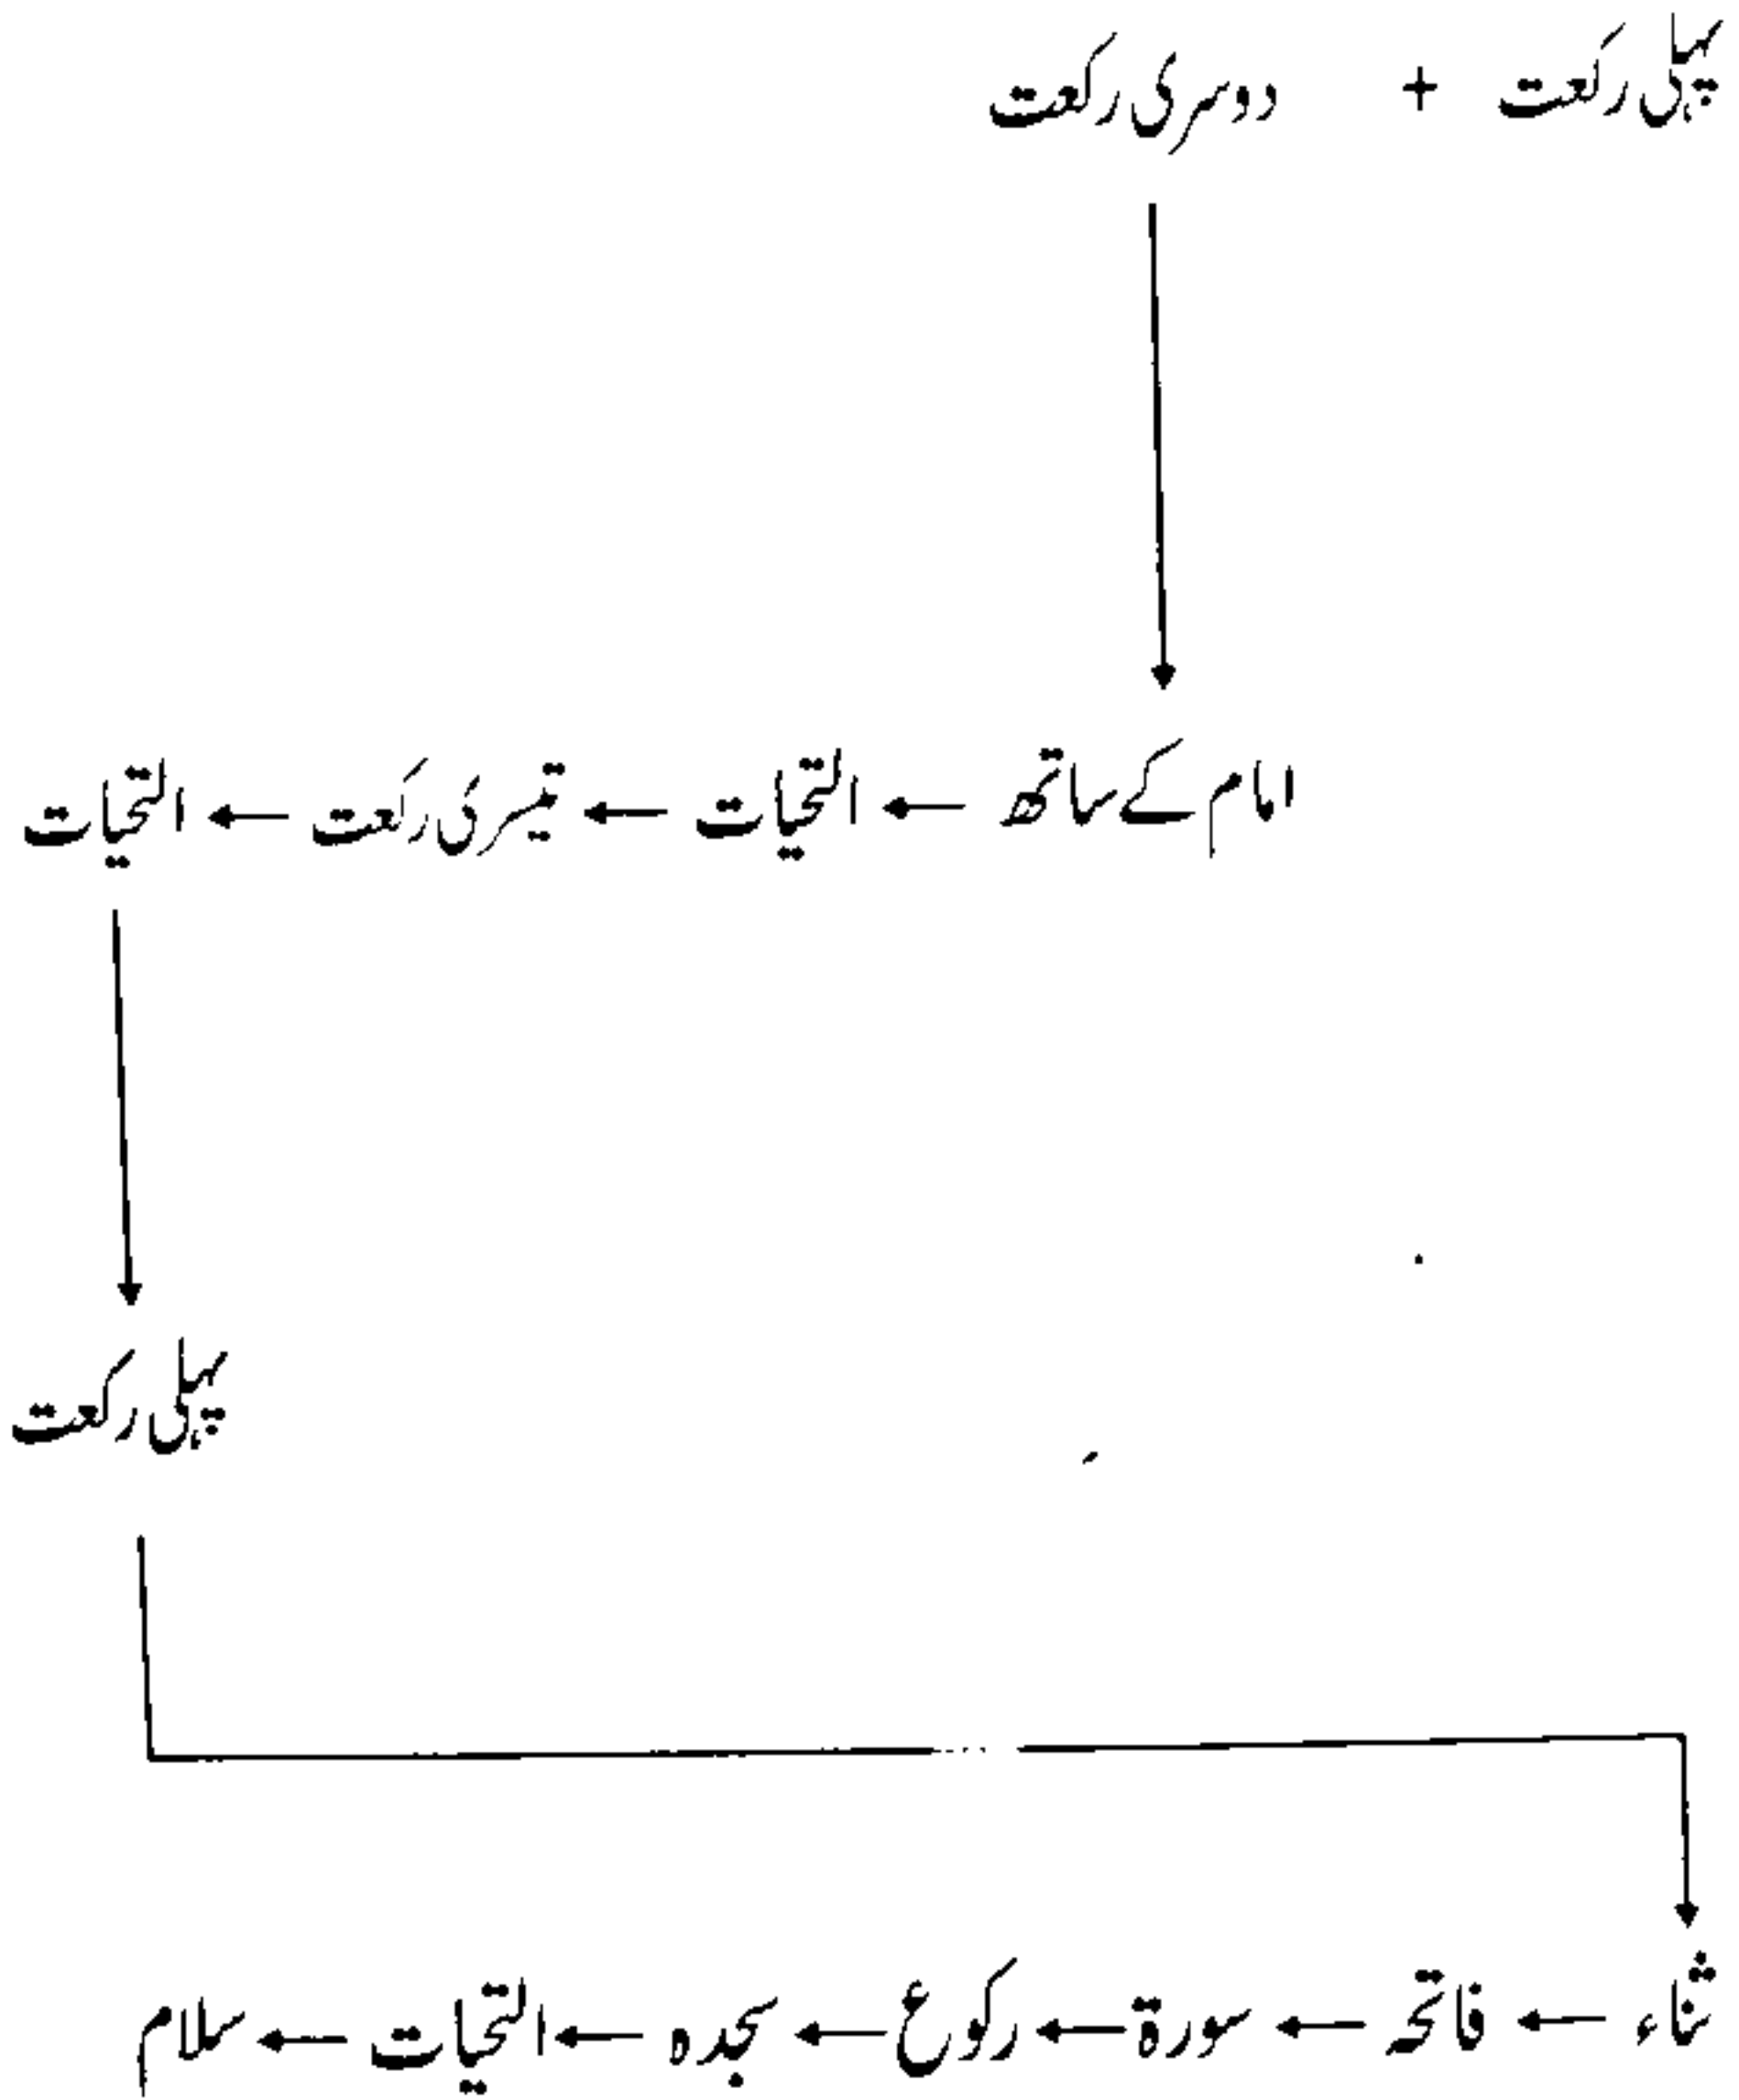 پہلی رکعت + دوسری رکعت
امام کے ساتھ ← التحیات ← تیسری رکعت ← التحیات
پہلی رکعت
ثناء ← فاتحہ ← سورۃ ← رکوع ← سجدہ ← التحیات ← سلام